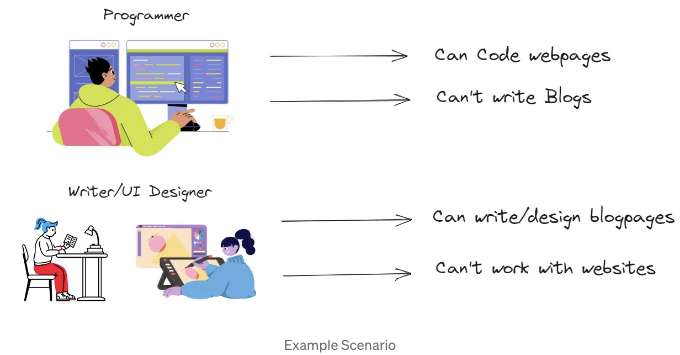 Programmer
Can Code webpages
Can't write Blogs
Writer/UI Designer
Can write/design blogpages
Can't work with websites
Example Scenario